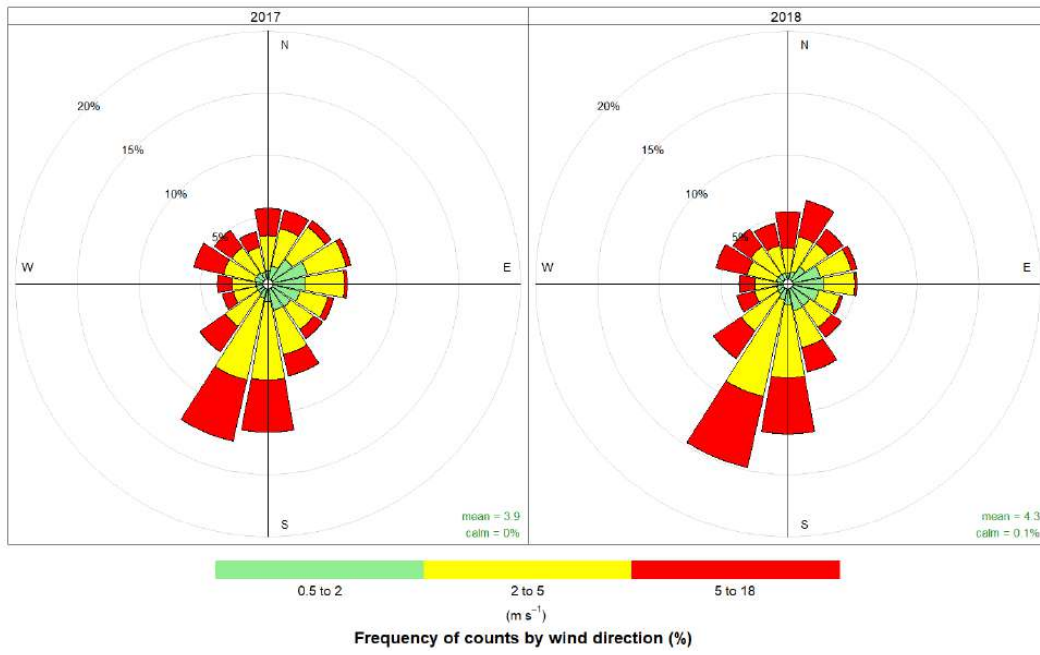 2017
2018
N
N
20%
20%
15%
15%
10%
10%
5%
5%
W
E
W
E
S
S
mean = 3.9
calm = 0%
mean = 4.3
calm = 0.1%
0.5 to 2
2 to 5
5 to 18
(m s⁻¹)
Frequency of counts by wind direction (%)